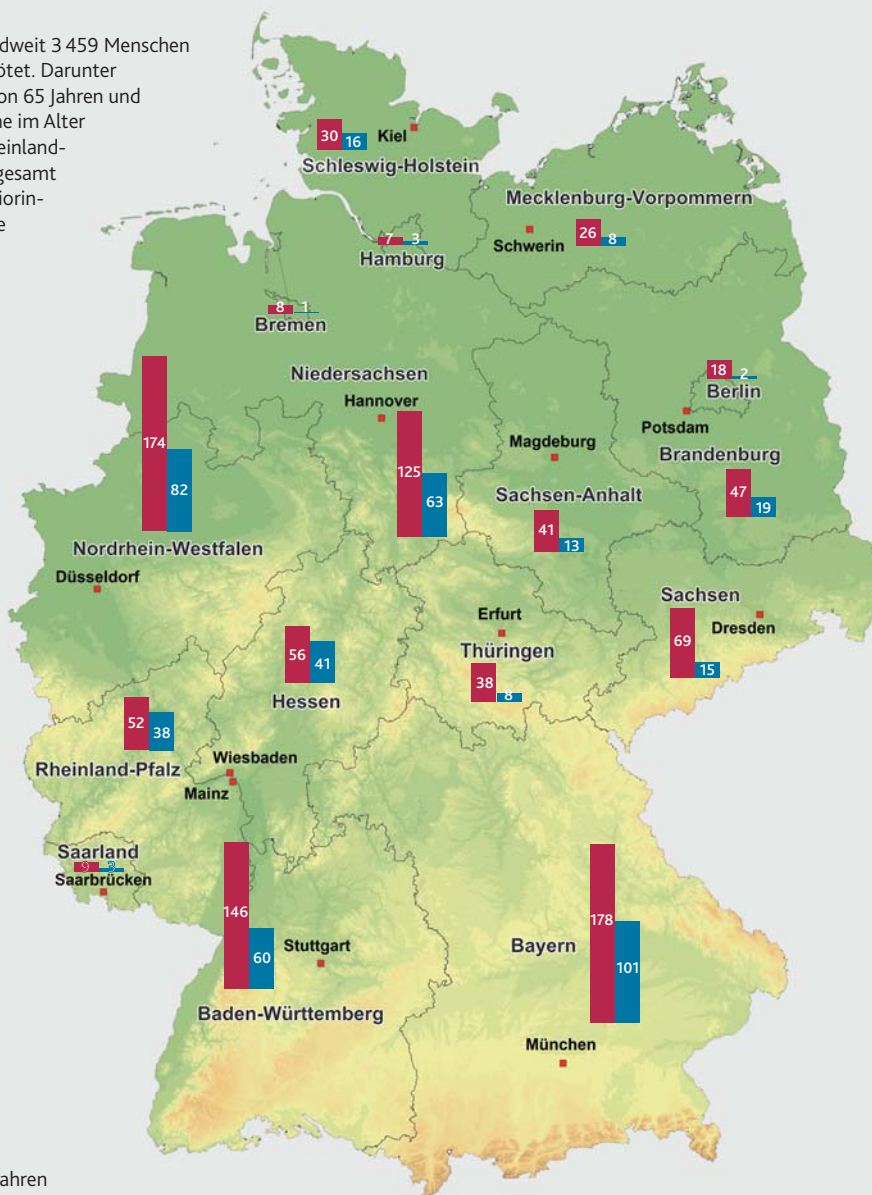 dweit 3 459 Menschen
ötet. Darunter
on 65 Jahren und
ne im Alter
einland-
gesamt
iorin-
e
30
16
Kiel
Schleswig-Holstein
Mecklenburg-Vorpommern
Schwerin
26
8
7
3
Hamburg
8
1
Bremen
Niedersachsen
Hannover
18
2
Berlin
Potsdam
174
82
125
63
Magdeburg
Brandenburg
47
19
Sachsen-Anhalt
41
13
Nordrhein-Westfalen
Düsseldorf
Sachsen
69
15
Dresden
Erfurt
Thüringen
38
8
56
41
Hessen
52
38
Rheinland-Pfalz
Wiesbaden
Mainz
Saarland
9
3
Saarbrücken
146
60
Stuttgart
Baden-Württemberg
Bayern
178
101
München
ahren